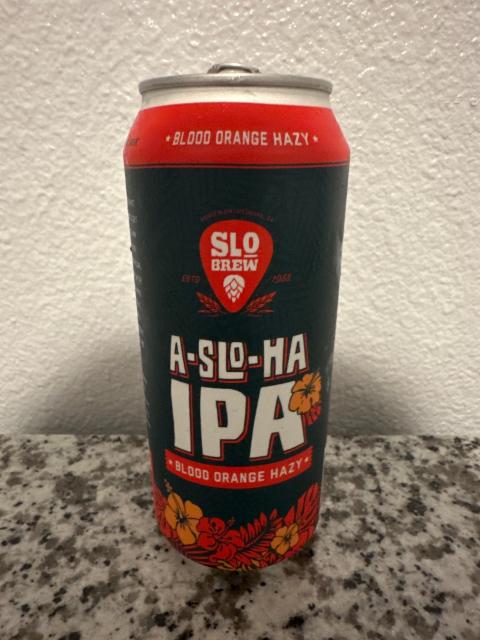 *BLOOD ORANGE HAZY*
SLO
BREW
ESTD 1988
A-SLO-HA
IPA
*BLOOD ORANGE HAZY*